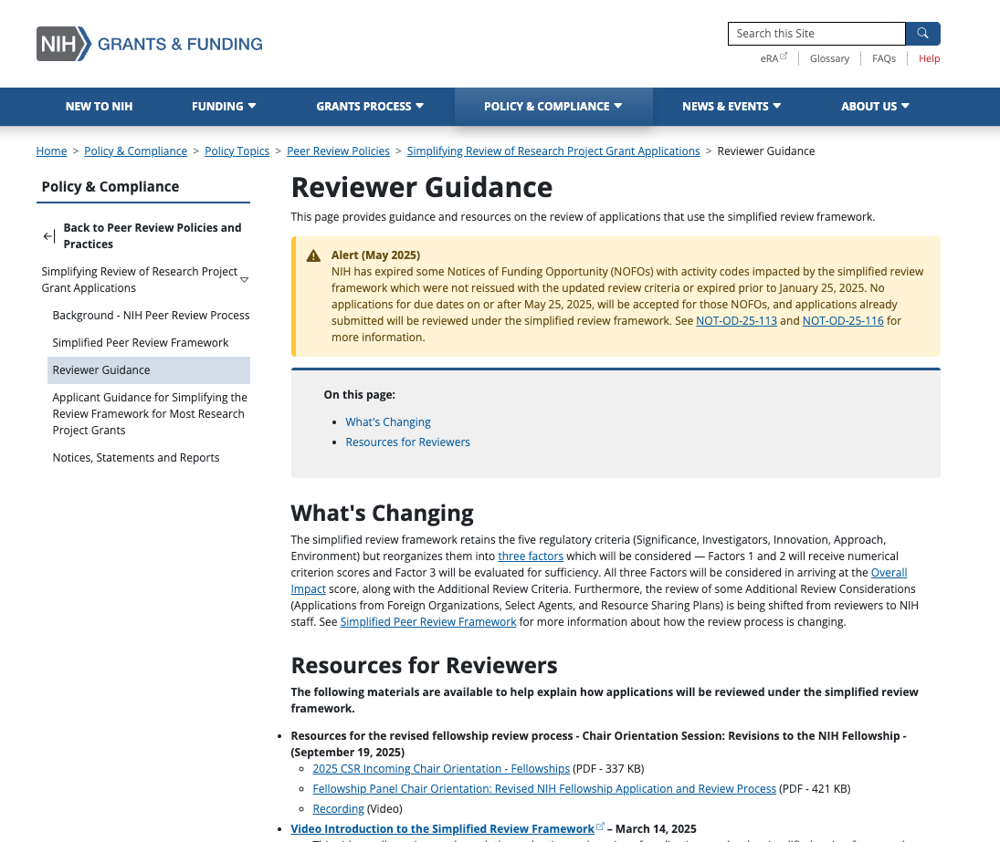 NIH GRANTS & FUNDING
Search this Site
eRA
Glossary
FAQs
Help
NEW TO NIH
FUNDING
GRANTS PROCESS
POLICY & COMPLIANCE
NEWS & EVENTS
ABOUT US
Home > Policy & Compliance > Policy Topics > Peer Review Policies > Simplifying Review of Research Project Grant Applications > Reviewer Guidance
Policy & Compliance
Back to Peer Review Policies and
Practices
Simplifying Review of Research Project
Grant Applications
Background - NIH Peer Review Process
Simplified Peer Review Framework
Reviewer Guidance
Applicant Guidance for Simplifying the
Review Framework for Most Research
Project Grants
Notices, Statements and Reports
Reviewer Guidance
This page provides guidance and resources on the review of applications that use the simplified review framework.
Alert (May 2025)
NIH has expired some Notices of Funding Opportunity (NOFOs) with activity codes impacted by the simplified review
framework which were not reissued with the updated review criteria or expired prior to January 25, 2025. No
applications for due dates on or after May 25, 2025, will be accepted for those NOFOs, and applications already
submitted will be reviewed under the simplified review framework. See NOT-OD-25-113 and NOT-OD-25-116 for
more information.
On this page:
• What's Changing
• Resources for Reviewers
What's Changing
The simplified review framework retains the five regulatory criteria (Significance, Investigators, Innovation, Approach,
Environment) but reorganizes them into three factors which will be considered — Factors 1 and 2 will receive numerical
criterion scores and Factor 3 will be evaluated for sufficiency. All three Factors will be considered in arriving at the Overall
Impact score, along with the Additional Review Criteria. Furthermore, the review of some Additional Review Considerations
(Applications from Foreign Organizations, Select Agents, and Resource Sharing Plans) is being shifted from reviewers to NIH
staff. See Simplified Peer Review Framework for more information about how the review process is changing.
Resources for Reviewers
The following materials are available to help explain how applications will be reviewed under the simplified review
framework.
• Resources for the revised fellowship review process - Chair Orientation Session: Revisions to the NIH Fellowship -
(September 19, 2025)
◦ 2025 CSR Incoming Chair Orientation - Fellowships (PDF - 337 KB)
◦ Fellowship Panel Chair Orientation: Revised NIH Fellowship Application and Review Process (PDF - 421 KB)
◦ Recording (Video)
• Video Introduction to the Simplified Review Framework – March 14, 2025